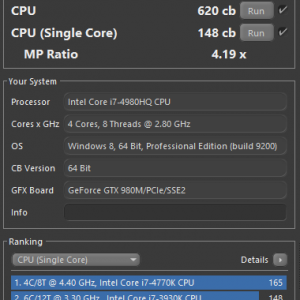 CPU 620 cb Run
CPU (Single Core) 148 cb Run
MP Ratio 4.19 x
Your System
Processor Intel Core i7-4980HQ CPU
Cores x GHz 4 Cores, 8 Threads @ 2.80 GHz
OS Windows 8, 64 Bit, Professional Edition (build 9200)
CB Version 64 Bit
GFX Board GeForce GTX 980M/PCIe/SSE2
Info
Ranking
CPU (Single Core) Details
1. 4C/8T @ 4.40 GHz, Intel Core i7-4770K CPU 165
2. 6C/12T @ 3.30 GHz, Intel Core i7-3930K CPU 148